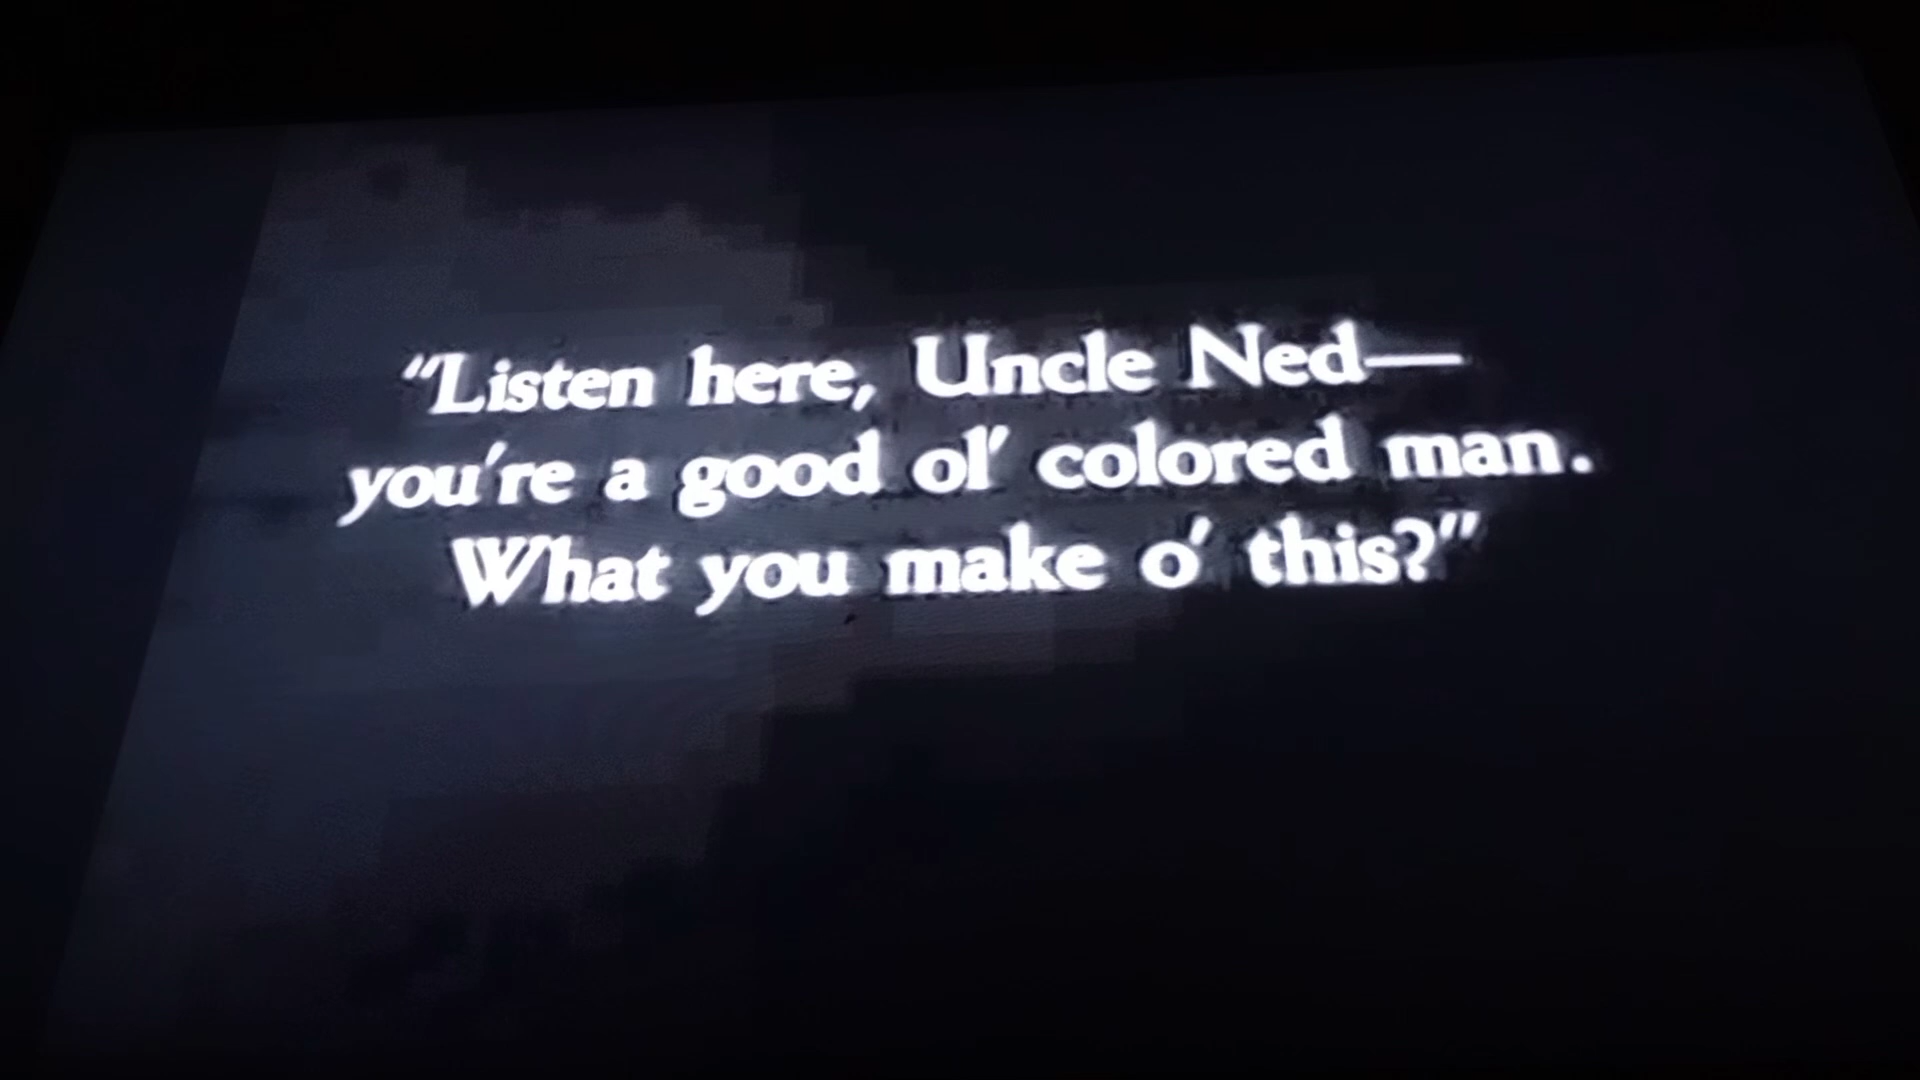 “Listen here, Uncle Ned—
you're a good ol' colored man.
What you make o' this?”